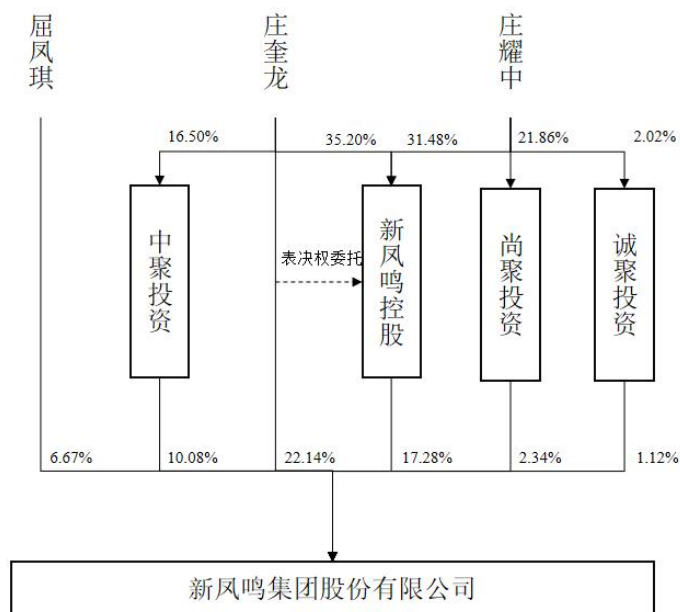 屈凤琪
庄奎龙
庄耀中
16.50%
35.20%
31.48%
21.86%
2.02%
中聚投资
表决权委托
新凤鸣控股
尚聚投资
诚聚投资
6.67%
10.08%
22.14%
17.28%
2.34%
1.12%
新凤鸣集团股份有限公司